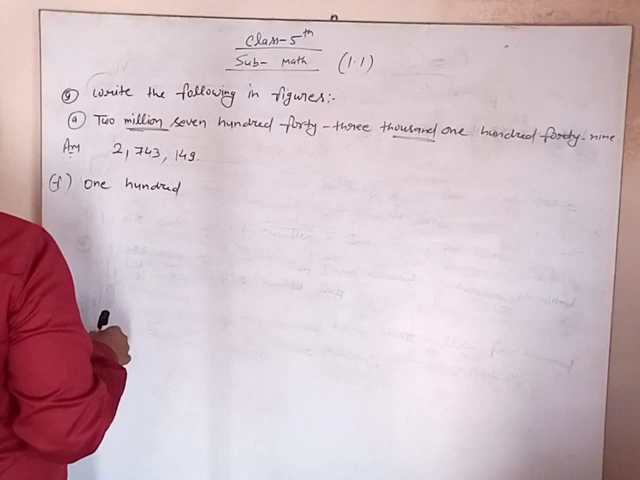 Class-5th
Sub- Math (1.1)
Write the following in figures:-
(a) Two million seven hundred forty-three thousand one hundred forty-nine
Ans 2,743,149.
(f) one hundred